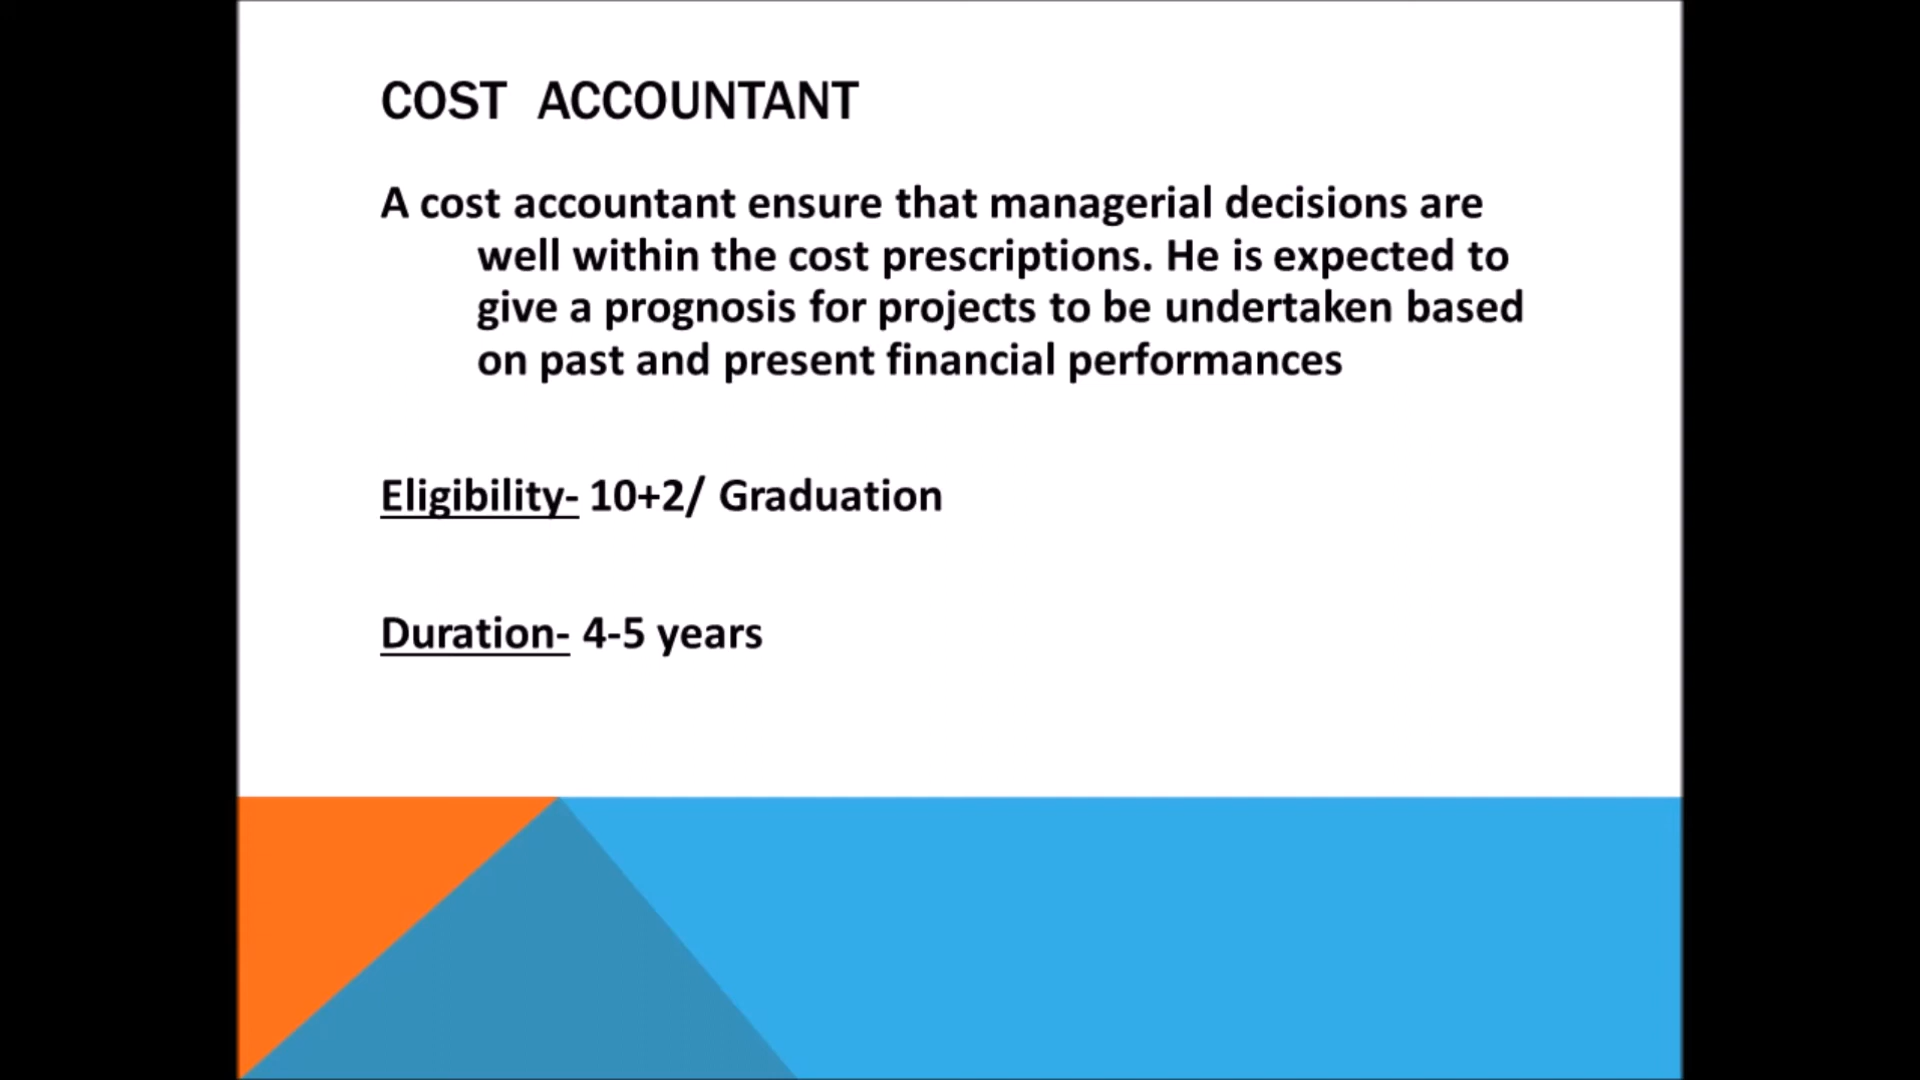 COST ACCOUNTANT
A cost accountant ensure that managerial decisions are
well within the cost prescriptions. He is expected to
give a prognosis for projects to be undertaken based
on past and present financial performances
Eligibility- 10+2/ Graduation
Duration- 4-5 years